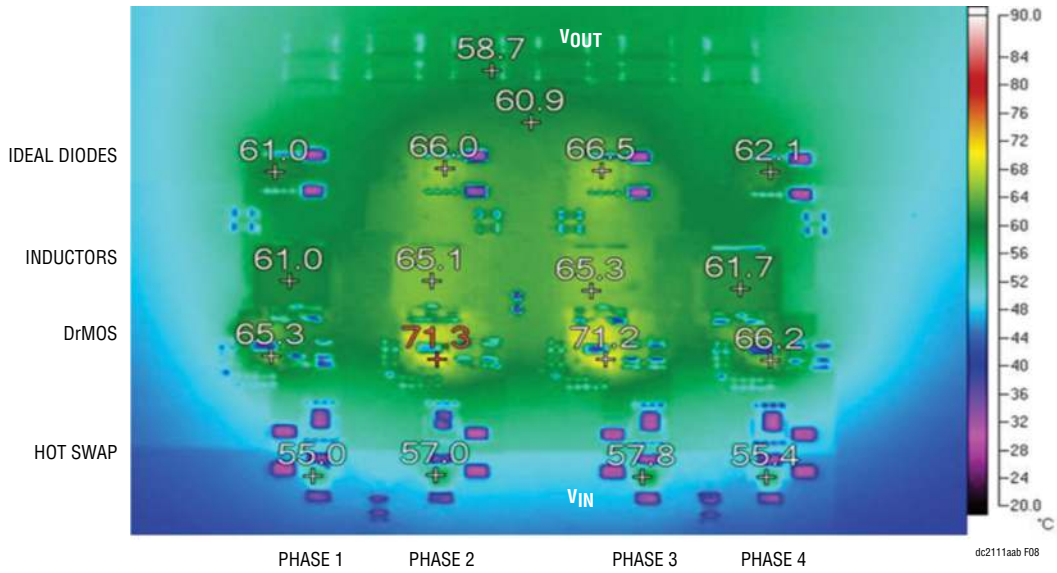 VOUT
58.7
60.9
IDEAL DIODES 61.0 66.0 66.5 62.1
INDUCTORS 61.0 65.1 65.3 61.7
DrMOS 65.3 71.3 71.2 66.2
HOT SWAP 55.0 57.0 57.8 55.4
VIN
PHASE 1 PHASE 2 PHASE 3 PHASE 4
90.0
84
80
76
72
68
64
60
56
52
48
44
40
36
32
28
24
20.0
°C
dc2111aab F08